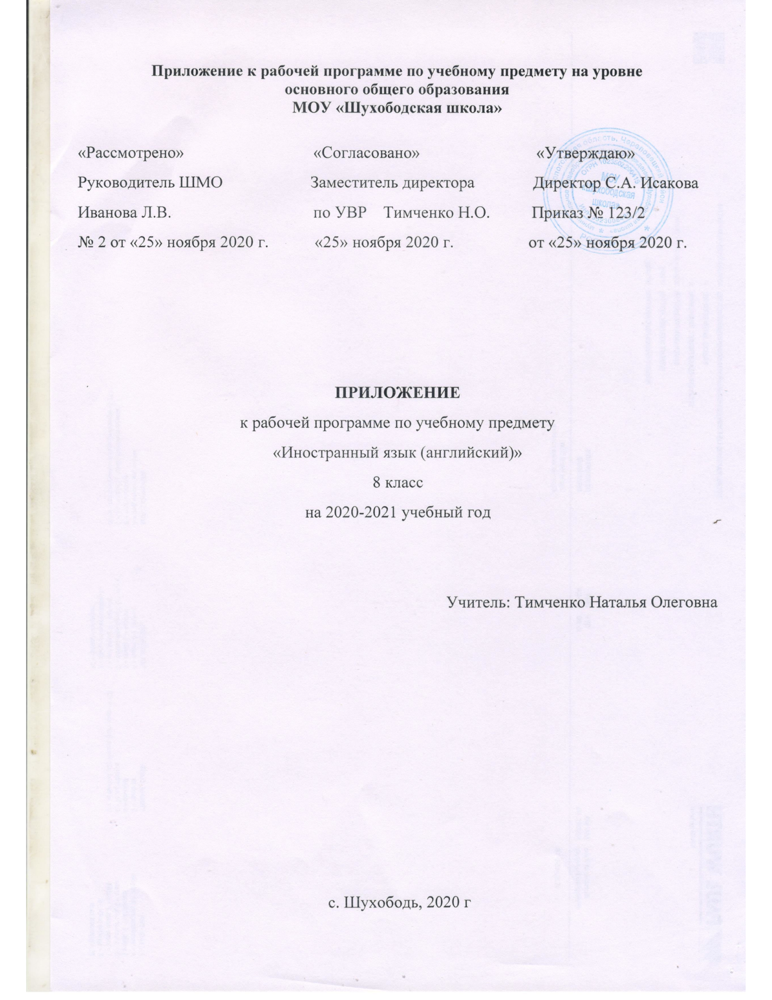 Приложение к рабочей программе по учебному предмету на уровне
основного общего образования
МОУ «Шухободская школа»
«Рассмотрено» «Согласовано» «Утверждаю»
Руководитель ШМО Заместитель директора Директор С.А. Исакова
Иванова Л.В. по УВР Тимченко Н.О. Приказ № 123/2
№ 2 от «25» ноября 2020 г. «25» ноября 2020 г. от «25» ноября 2020 г.
МОУ
«Шухободская
школа»
ПРИЛОЖЕНИЕ
к рабочей программе по учебному предмету
«Иностранный язык (английский)»
8 класс
на 2020-2021 учебный год
Учитель: Тимченко Наталья Олеговна
с. Шухободь, 2020 г